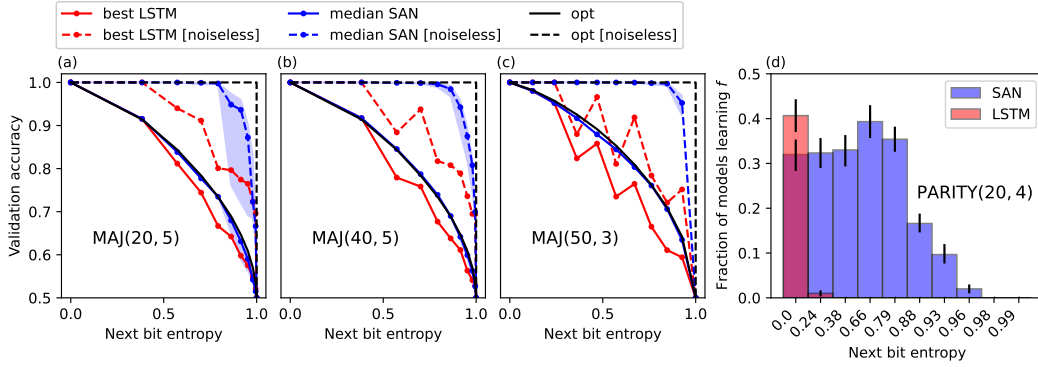 best LSTM
best LSTM [noiseless]
median SAN
median SAN [noiseless]
opt
opt [noiseless]
(a)
1.0
0.9
0.8
0.7
0.6
0.5
Validation accuracy
MAJ(20, 5)
0.0
0.5
1.0
Next bit entropy
(b)
MAJ(40, 5)
0.0
0.5
1.0
Next bit entropy
(c)
MAJ(50, 3)
0.0
0.5
1.0
Next bit entropy
(d)
0.5
0.4
0.3
0.2
0.1
0.0
Fraction of models learning f
SAN
LSTM
PARITY(20, 4)
0.0
0.24
0.38
0.66
0.79
0.88
0.93
0.96
0.98
0.99
Next bit entropy